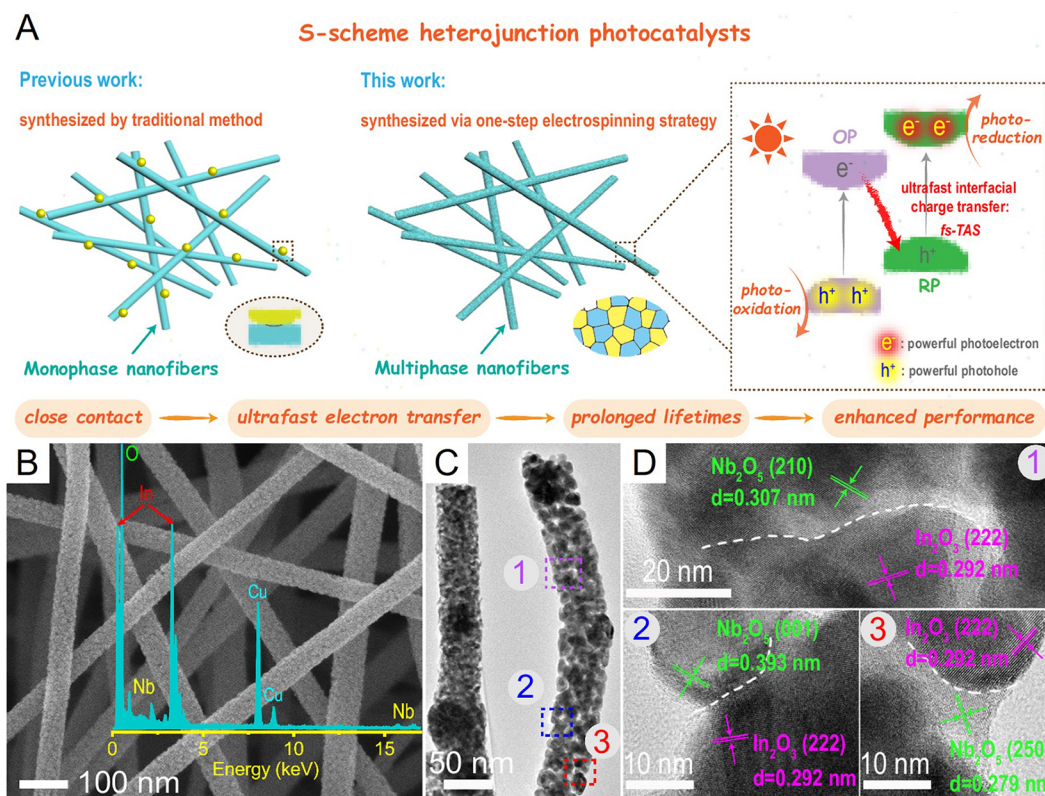 A
S-scheme heterojunction photocatalysts
Previous work:
synthesized by traditional method
Monophase nanofibers
This work:
synthesized via one-step electrospinning strategy
Multiphase nanofibers
OP
e-
e- e-
photo-
reduction
ultrafast interfacial
charge transfer:
fs-TAS
h+
RP
h+ h+
photo-
oxidation
e-: powerful photoelectron
h+: powerful photohole
close contact
ultrafast electron transfer
prolonged lifetimes
enhanced performance
B
O
In
Cu
Cu
Nb
Nb
0 5 10 15
Energy (keV)
100 nm
C
1
2
3
50 nm
D
1
Nb2O5 (210)
d=0.307 nm
In2O3 (222)
d=0.292 nm
20 nm
2
Nb2O5 (001)
d=0.393 nm
In2O3 (222)
d=0.292 nm
10 nm
3
In2O3 (222)
d=0.292 nm
Nb2O5 (250)
d=0.279 nm
10 nm